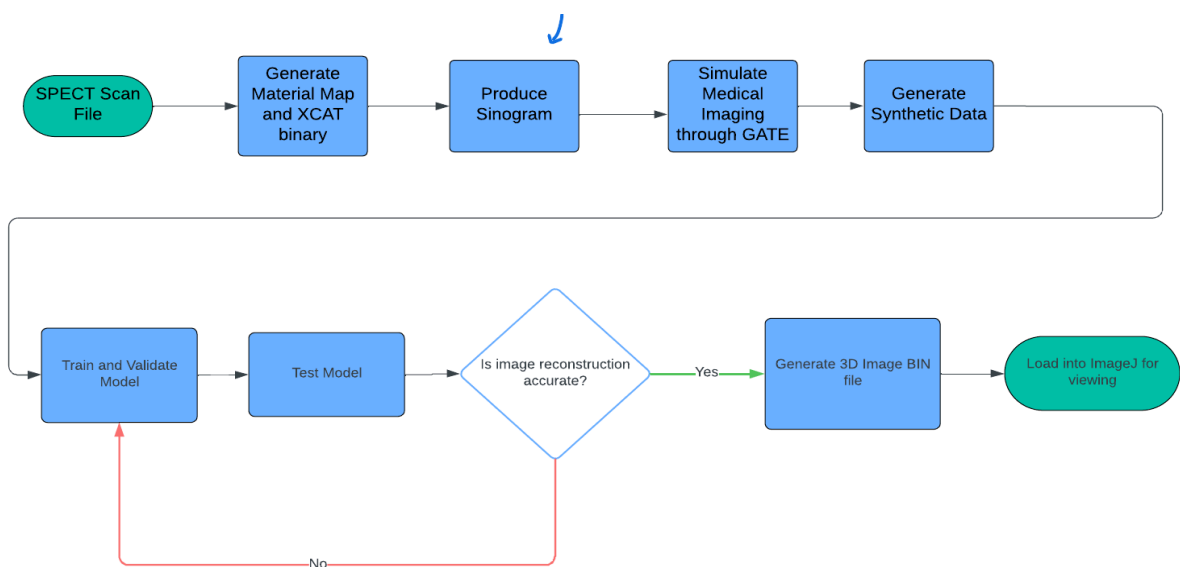 SPECT Scan
File
Generate
Material Map
and XCAT
binary
Produce
Sinogram
Simulate
Medical
Imaging
through GATE
Generate
Synthetic Data
Train and Validate
Model
Test Model
Is image reconstruction
accurate?
Yes
Generate 3D Image BIN
file
Load into ImageJ for
viewing
No